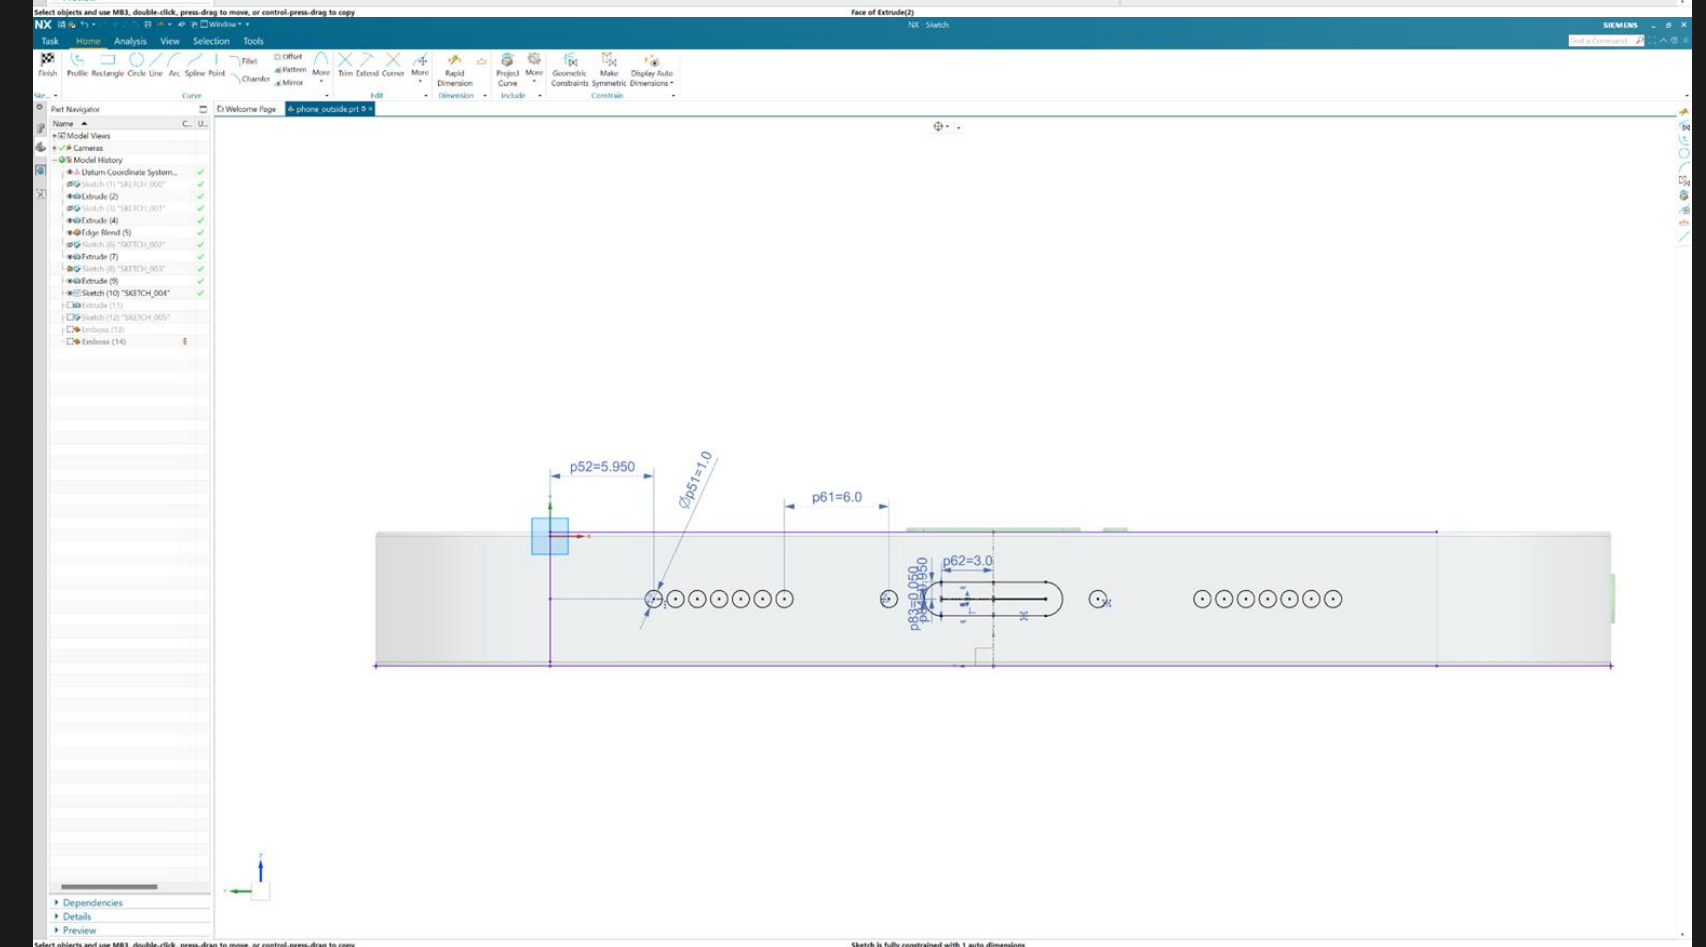 Select objects and use MB3, double-click, press-drag to move, or control-press-drag to copy
Face of Extrude(2)
NX
Window
NX - Sketch
SIEMENS
Task Home Analysis View Selection Tools
Find a Command
Finish Profile Rectangle Circle Line Arc Spline Point
Fillet
Chamfer
Offset
Pattern
Mirror
More
Trim Extend Corner More
Rapid Dimension
Project Curve
More
Geometric Constraints
Make Symmetric
Display Auto Dimensions
Ske...
Curve
Edit
Dimension
Include
Constrain
Part Navigator
Welcome Page
phone_outside.prt
Name
C... U...
Model Views
Cameras
Model History
Datum Coordinate System...
Sketch (1) "SKETCH_000"
Extrude (2)
Sketch (3) "SKETCH_001"
Extrude (4)
Edge Blend (5)
Sketch (6) "SKETCH_002"
Extrude (7)
Sketch (8) "SKETCH_003"
Extrude (9)
Sketch (10) "SKETCH_004"
Extrude (11)
Sketch (12) "SKETCH_005"
Emboss (13)
Emboss (14)
p52=5.950
Øp51=1.0
p61=6.0
p62=3.0
p83=0.050
Dependencies
Details
Preview
Select objects and use MB3, double-click, press-drag to move, or control-press-drag to copy
Sketch is fully constrained with 1 auto dimensions